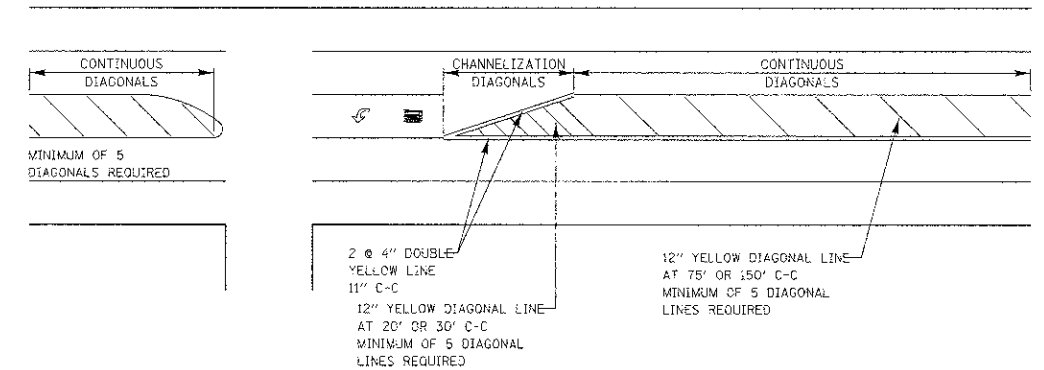 CONTINUOUS
DIAGONALS
CHANNELIZATION
DIAGONALS
CONTINUOUS
DIAGONALS
MINIMUM OF 5
DIAGONALS REQUIRED
2 @ 4" DOUBLE
YELLOW LINE
11" C-C
12" YELLOW DIAGONAL LINE
AT 20' OR 30' C-C
MINIMUM OF 5 DIAGONAL
LINES REQUIRED
12" YELLOW DIAGONAL LINE
AT 75' OR 150' C-C
MINIMUM OF 5 DIAGONAL
LINES REQUIRED